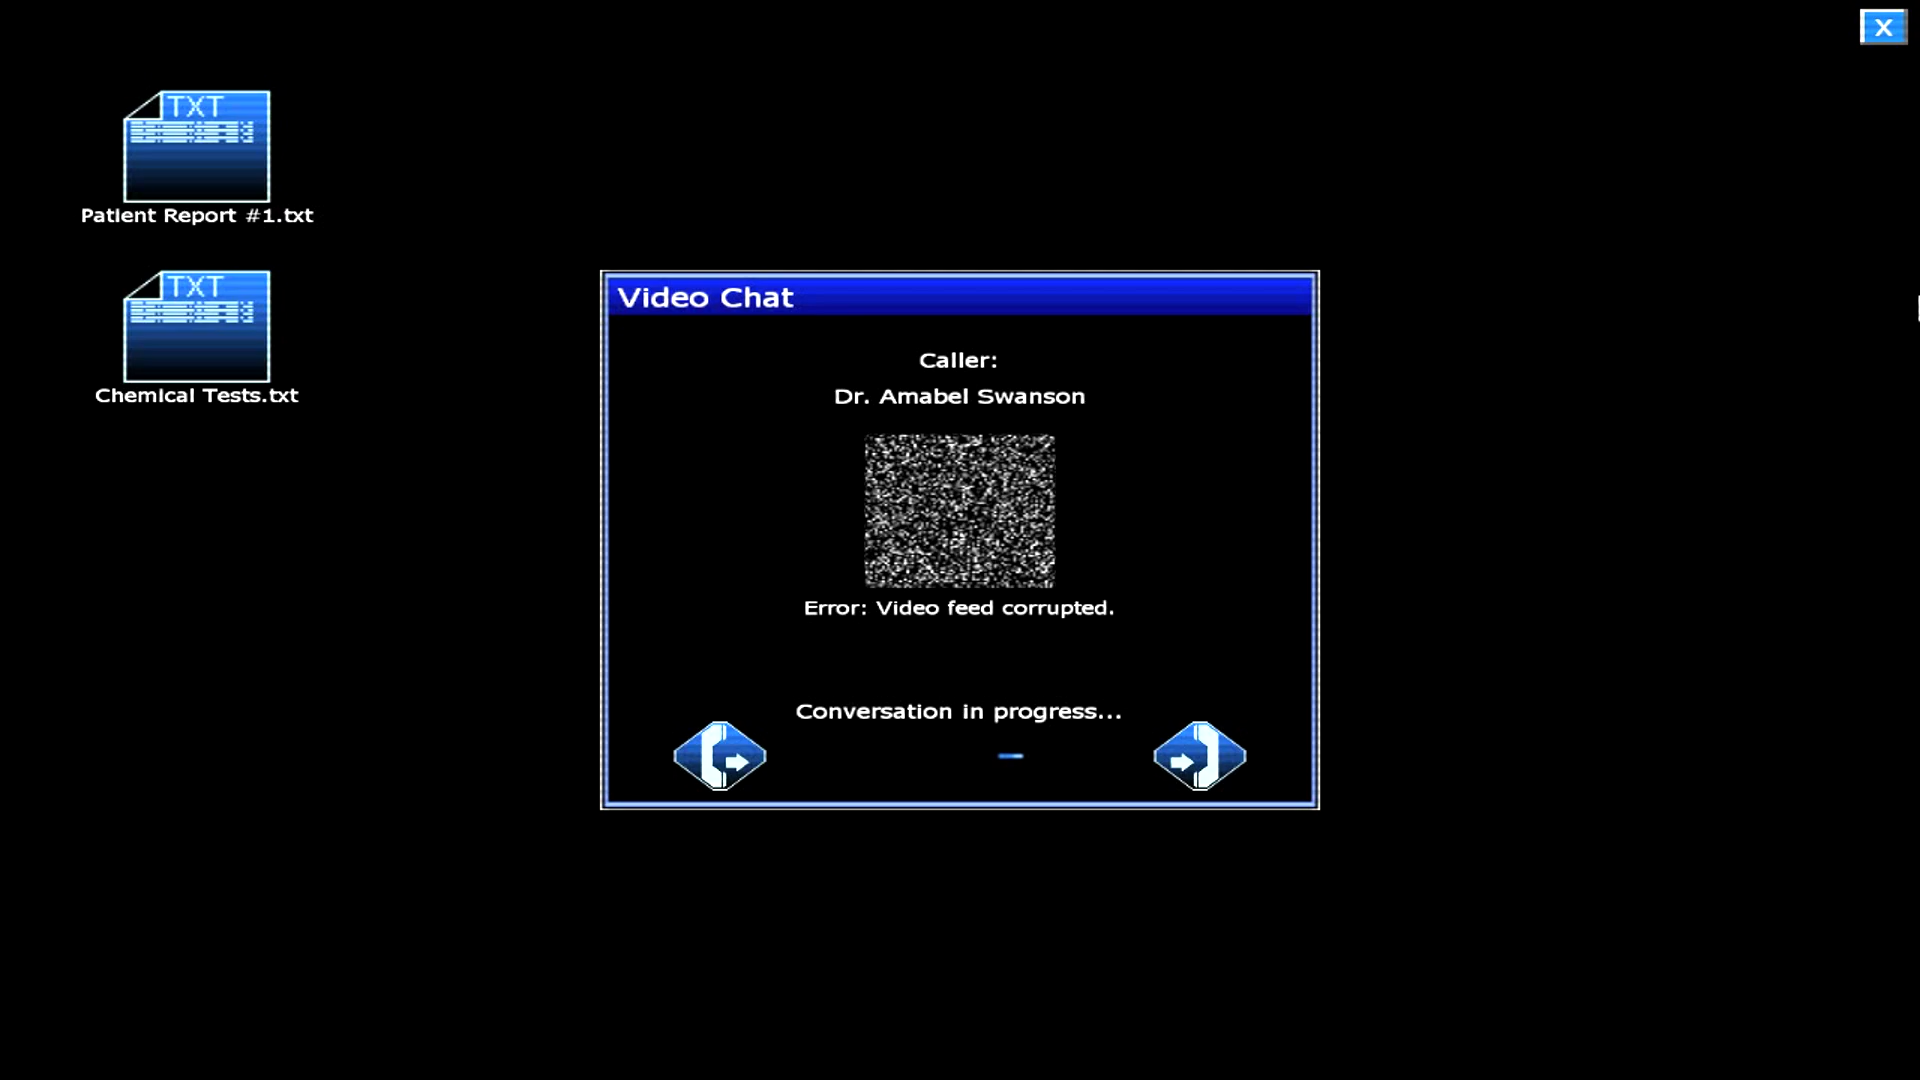 X
TXT
Patient Report #1.txt
TXT
Chemical Tests.txt
Video Chat
Caller:
Dr. Amabel Swanson
Error: Video feed corrupted.
Conversation in progress...